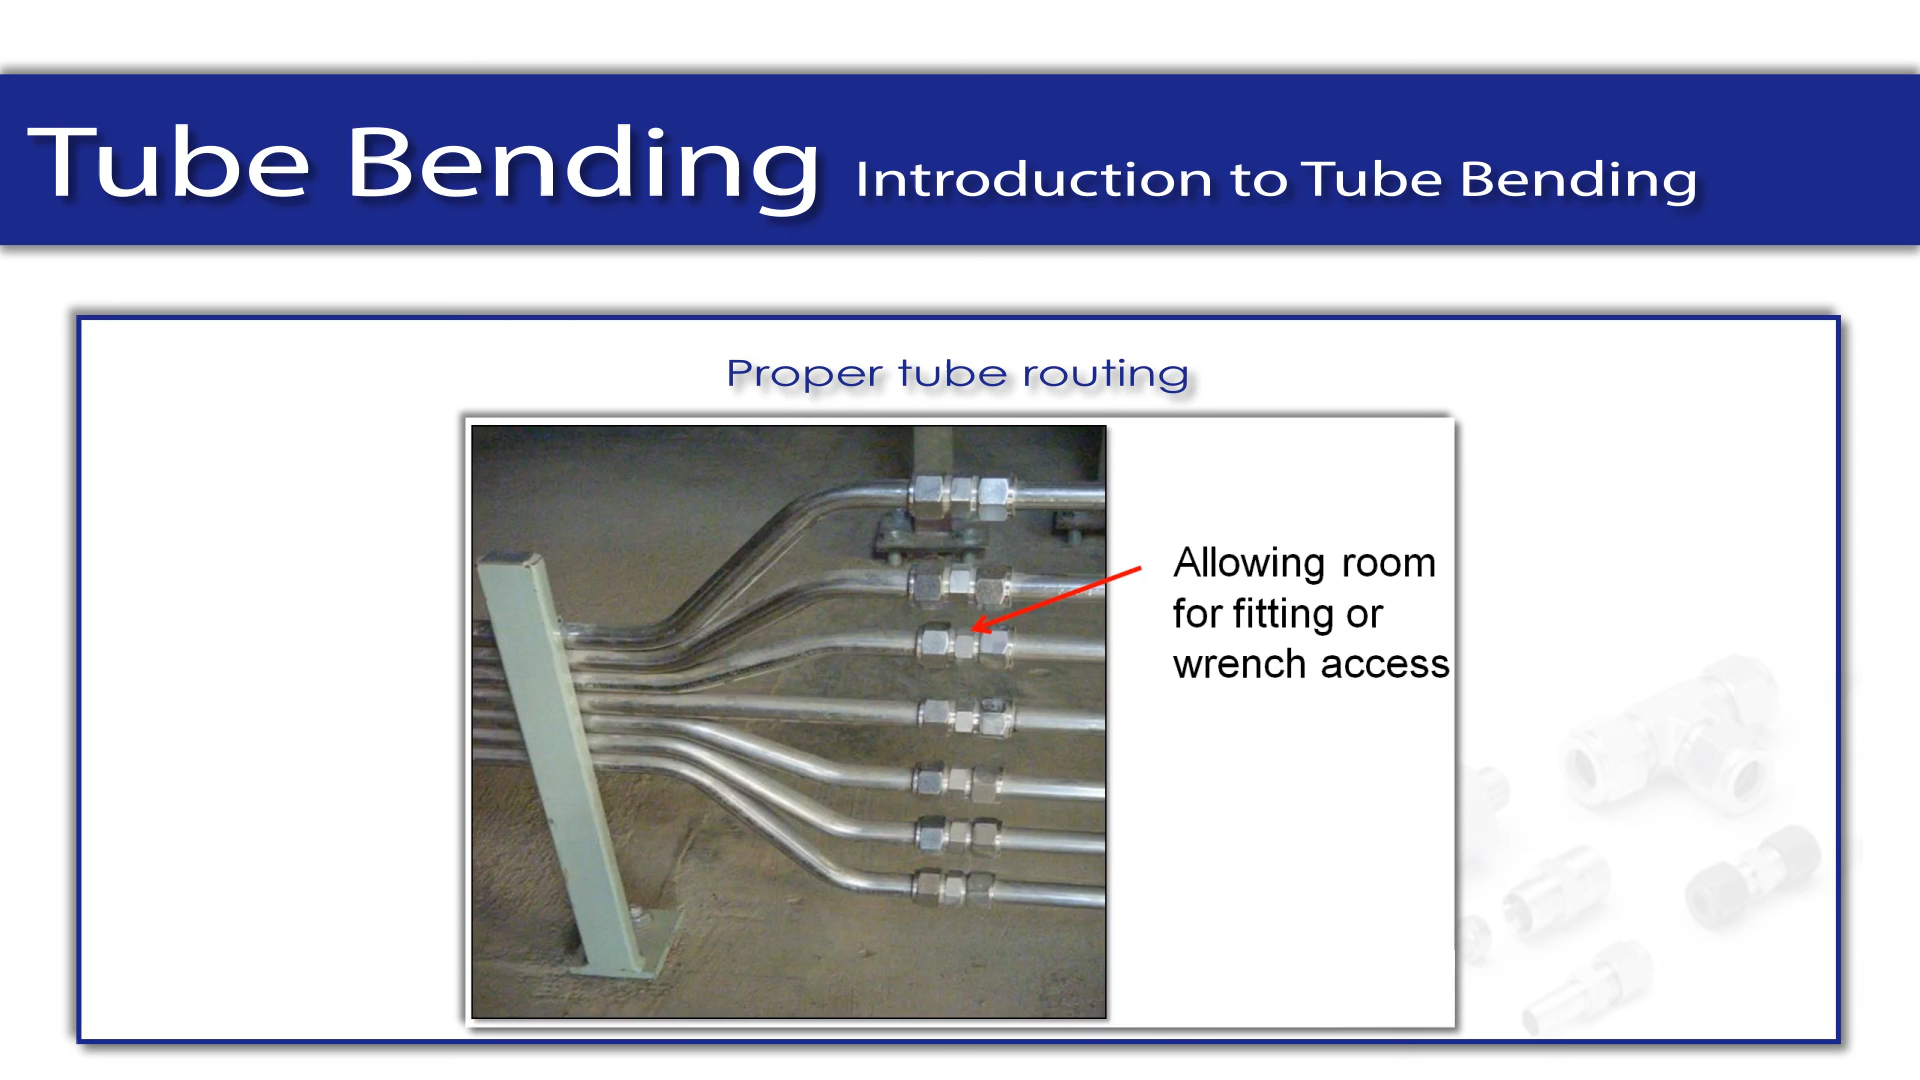 Tube Bending Introduction to Tube Bending
Proper tube routing
Allowing room
for fitting or
wrench access